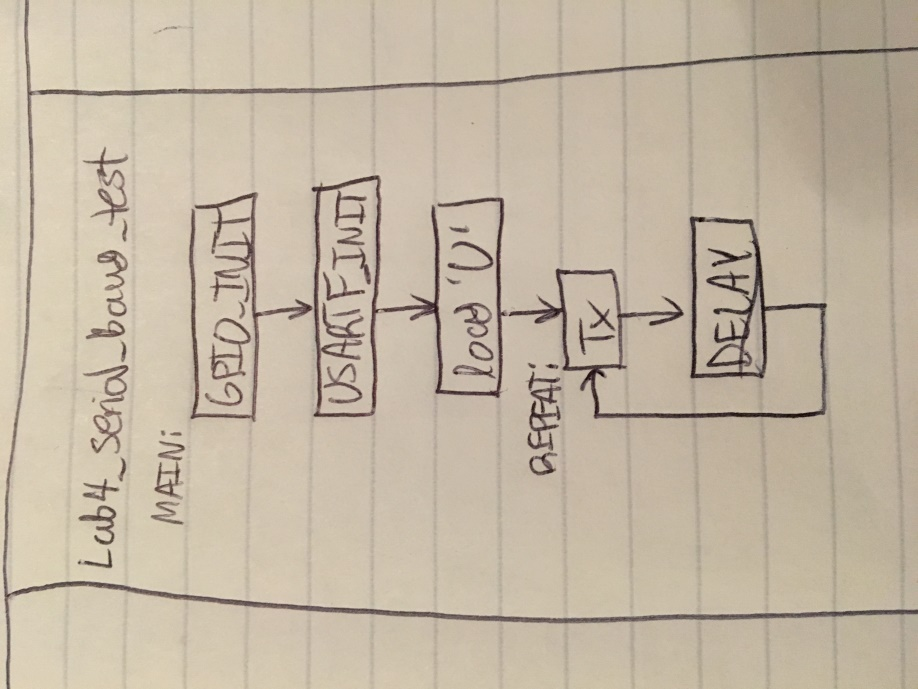 Lab4_serial_baud_test
MAIN:
GPIO_INIT
USART_INIT
load 'U'
REPEAT:
Tx
DELAY